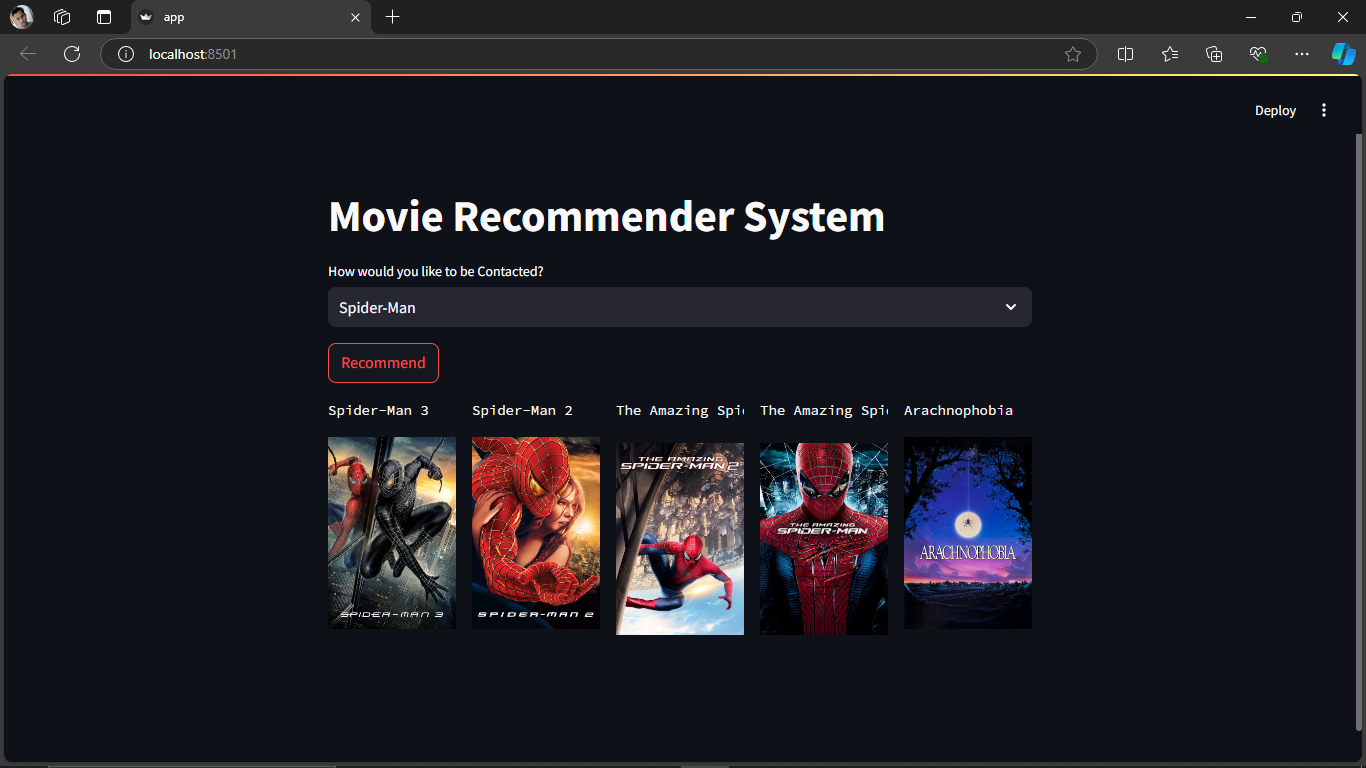 app
localhost:8501
Deploy
Movie Recommender System
How would you like to be Contacted?
Spider-Man
Recommend
Spider-Man 3
Spider-Man 2
The Amazing Spi
The Amazing Spi
Arachnophobia
SPIDER-MAN 3
SPIDER-MAN 2
THE AMAZING
SPIDER-MAN 2
THE AMAZING
SPIDER-MAN
ARACHNOPHOBIA